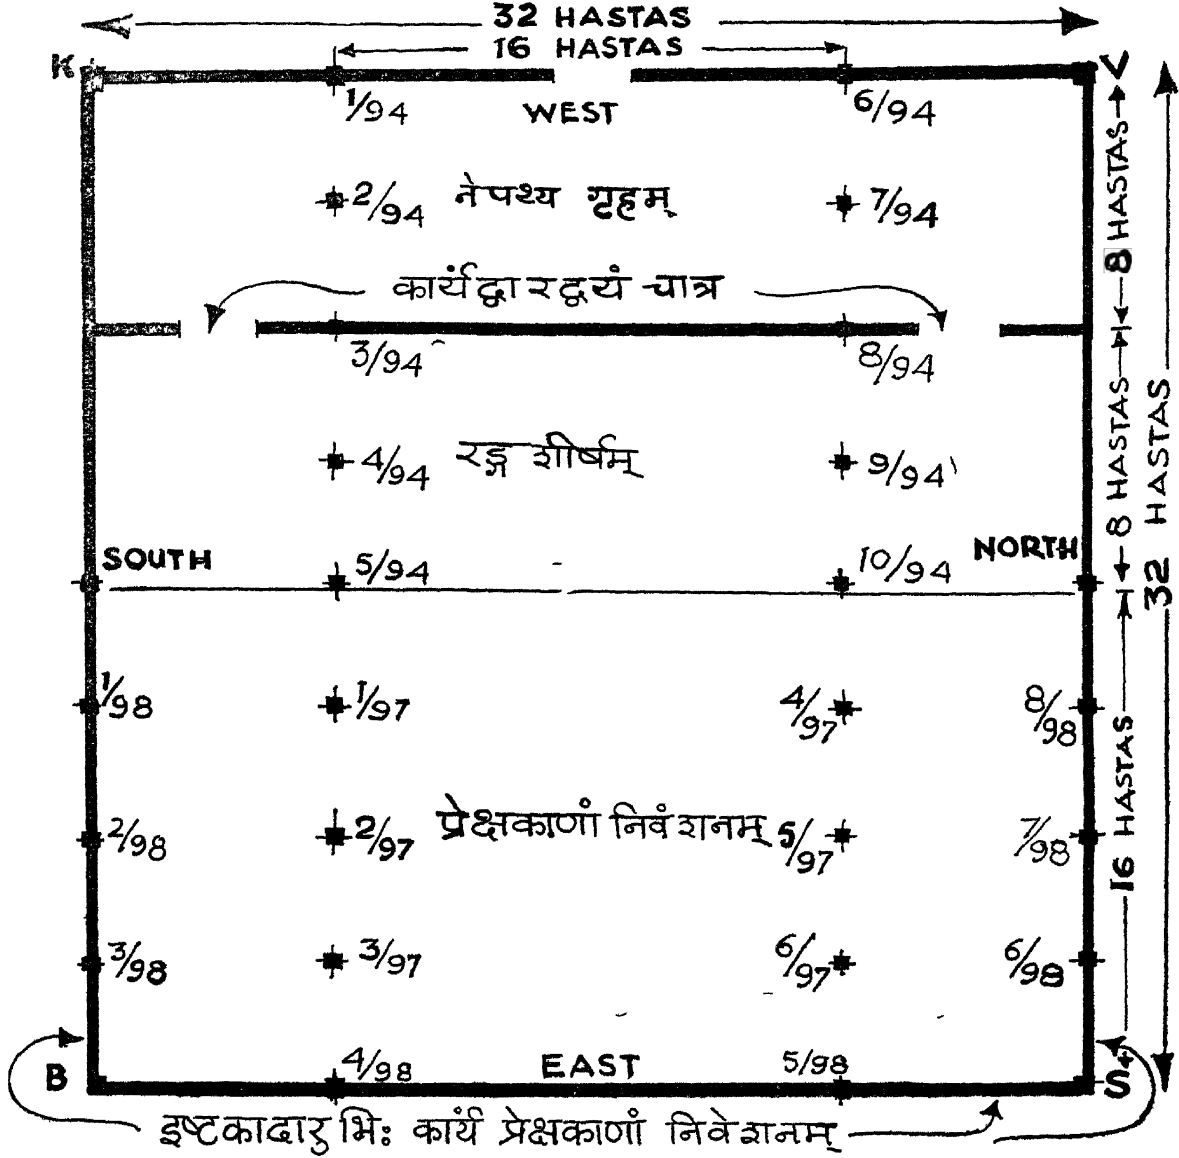 32 HASTAS
16 HASTAS
K
V
1/94
WEST
6/94
2/94
नेपथ्य गृहम्
7/94
8 HASTAS
कार्यंद्वा रद्वयं चात्र
3/94
8/94
4/94
रङ्ग शीर्षम्
9/94
8 HASTAS
32 HASTAS
SOUTH
5/94
10/94
NORTH
1/98
1/97
4/97
8/98
2/98
2/97
प्रेक्षकाणां निवं शनम्
5/97
7/98
16 HASTAS
3/98
3/97
6/97
6/98
B
4/98
EAST
5/98
S
इष्टकादारु भिः कार्यं प्रेक्षकाणां निवेशनम्